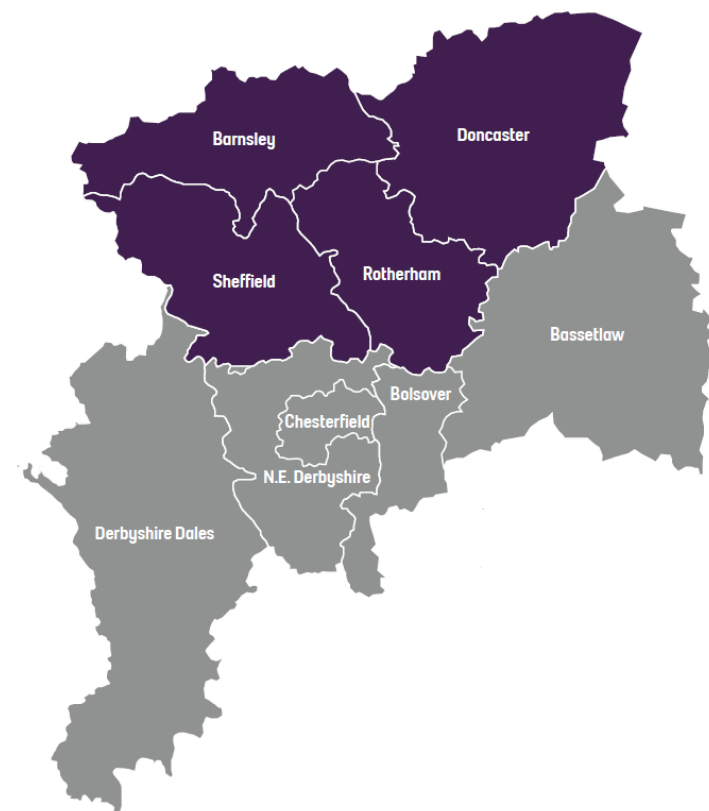 Doncaster
Barnsley
Rotherham
Sheffield
Bassetlaw
Bolsover
Chesterfield
N.E. Derbyshire
Derbyshire Dales